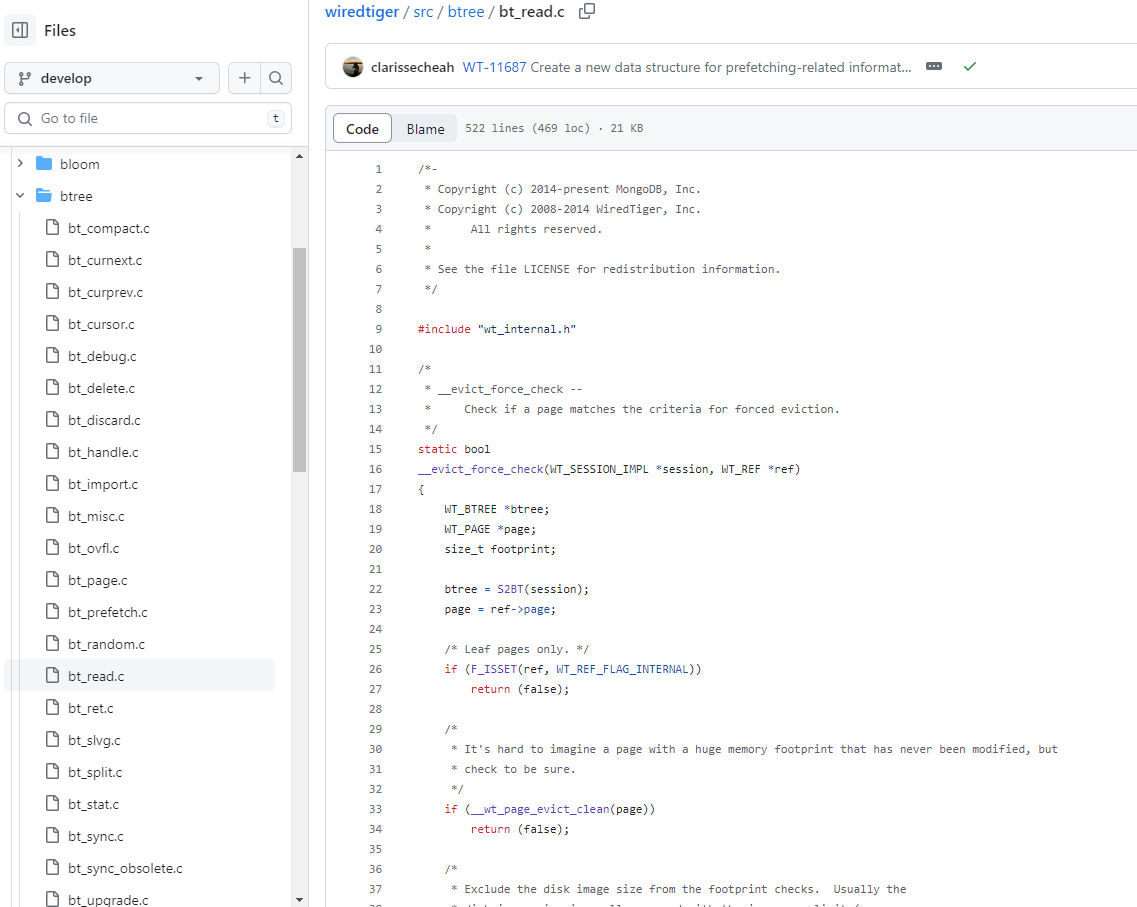 Files
develop
Go to file
t
bloom
btree
bt_compact.c
bt_curnext.c
bt_curprev.c
bt_cursor.c
bt_debug.c
bt_delete.c
bt_discard.c
bt_handle.c
bt_import.c
bt_misc.c
bt_ovfl.c
bt_page.c
bt_prefetch.c
bt_random.c
bt_read.c
bt_ret.c
bt_slvg.c
bt_split.c
bt_stat.c
bt_sync.c
bt_sync_obsolete.c
bt_upgrade.c
wiredtiger / src / btree / bt_read.c
clarissecheah WT-11687 Create a new data structure for prefetching-related informat...
Code Blame 522 lines (469 loc) · 21 KB
1 /*-
2 * Copyright (c) 2014-present MongoDB, Inc.
3 * Copyright (c) 2008-2014 WiredTiger, Inc.
4 * All rights reserved.
5 *
6 * See the file LICENSE for redistribution information.
7 */
8
9 #include "wt_internal.h"
10
11 /*
12 * __evict_force_check --
13 * Check if a page matches the criteria for forced eviction.
14 */
15 static bool
16 __evict_force_check(WT_SESSION_IMPL *session, WT_REF *ref)
17 {
18 WT_BTREE *btree;
19 WT_PAGE *page;
20 size_t footprint;
21
22 btree = S2BT(session);
23 page = ref->page;
24
25 /* Leaf pages only. */
26 if (F_ISSET(ref, WT_REF_FLAG_INTERNAL))
27 return (false);
28
29 /*
30 * It's hard to imagine a page with a huge memory footprint that has never been modified, but
31 * check to be sure.
32 */
33 if (__wt_page_evict_clean(page))
34 return (false);
35
36 /*
37 * Exclude the disk image size from the footprint checks. Usually the